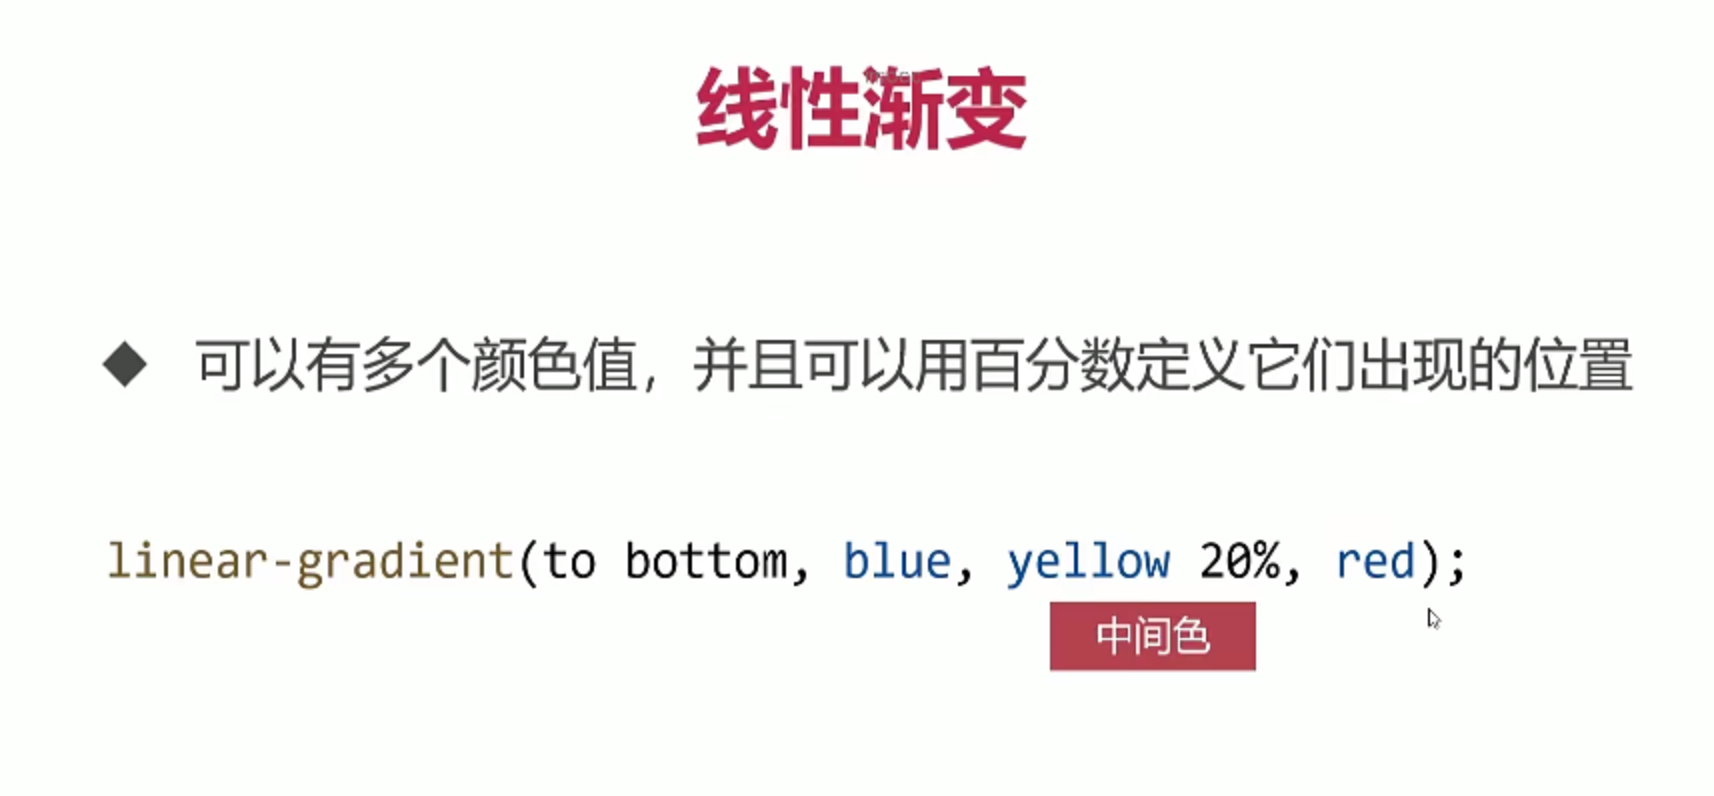 线性渐变
可以有多个颜色值，并且可以用百分数定义它们出现的位置
linear-gradient(to bottom, blue, yellow 20%, red);
中间色